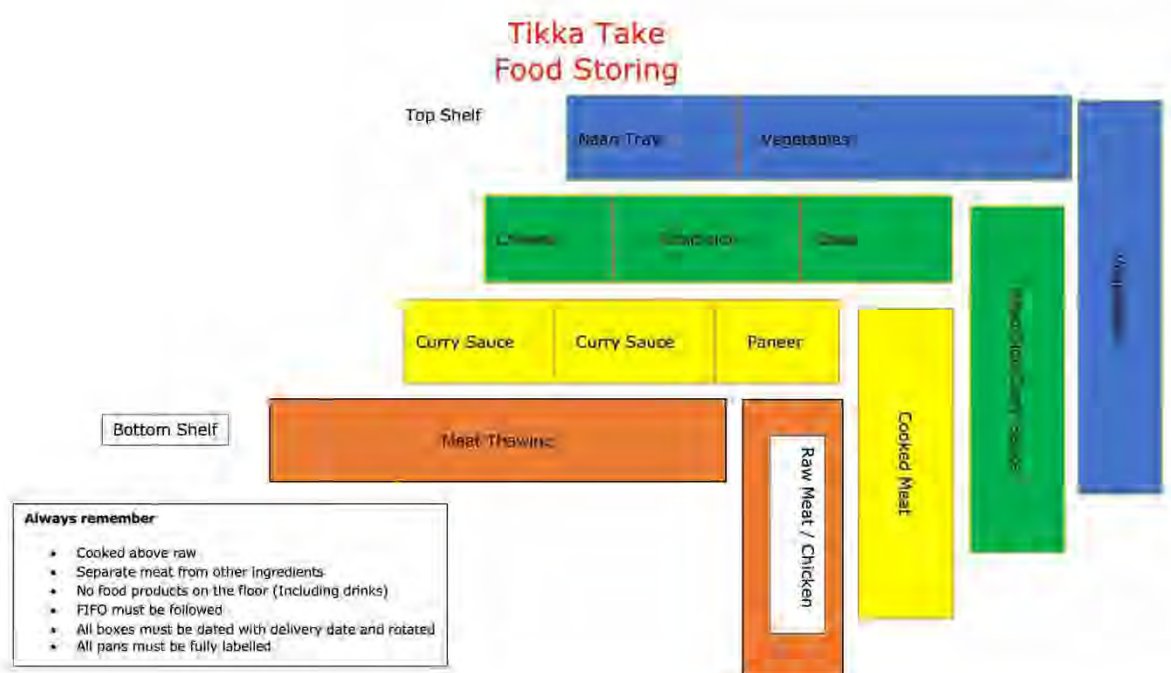 Tikka Take
Food Storing
Top Shelf
Naan Tray
Vegetables
Curry Sauce
Curry Sauce
Paneer
Bottom Shelf
Meat Thawing
Cooked Meat
Raw Meat / Chicken
Always remember
• Cooked above raw
• Separate meat from other ingredients
• No food products on the floor (Including drinks)
• FIFO must be followed
• All boxes must be dated with delivery date and rotated
• All pans must be fully labelled